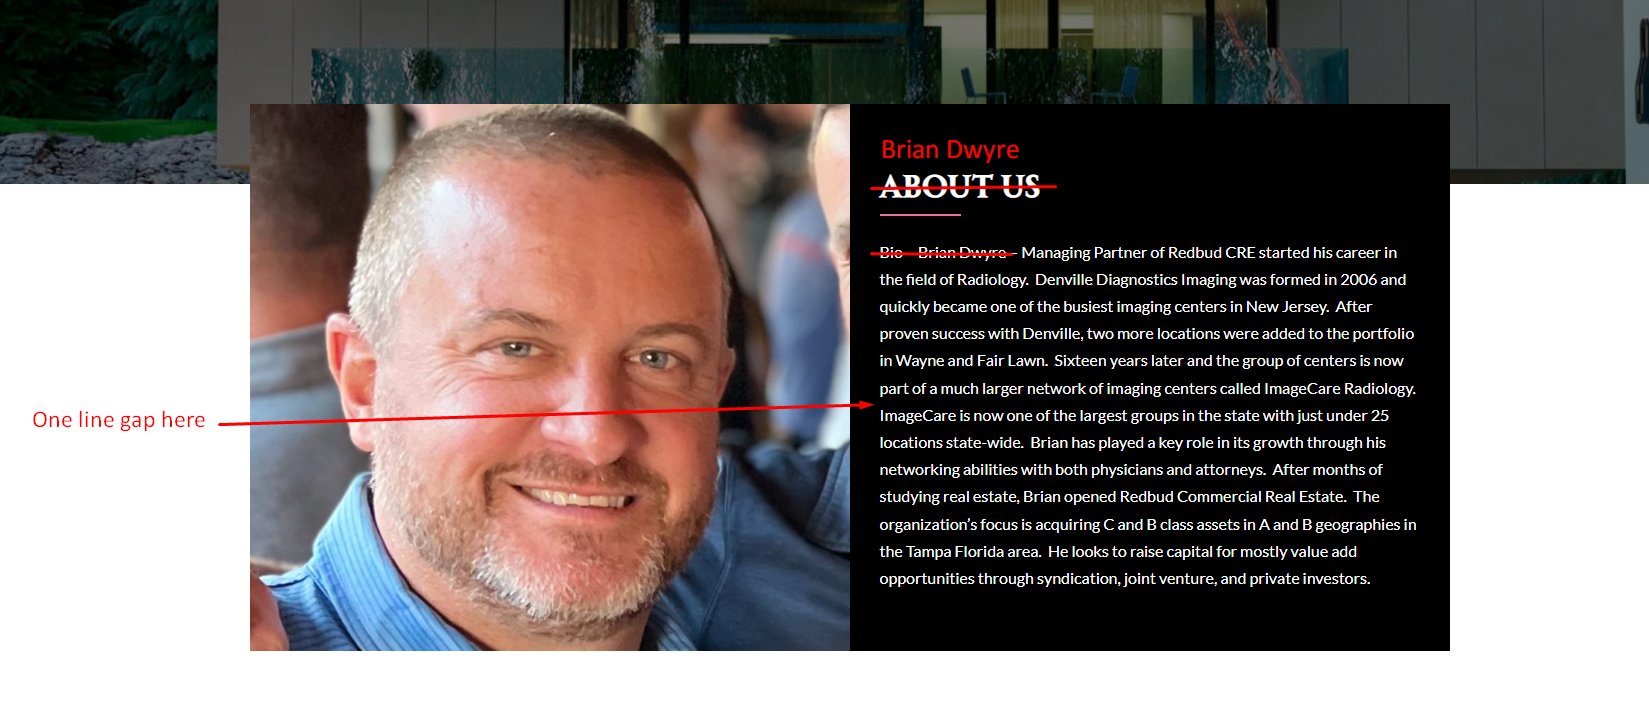 Brian Dwyre
ABOUT US
Bio - Brian Dwyre - Managing Partner of Redbud CRE started his career in
the field of Radiology.  Denville Diagnostics Imaging was formed in 2006 and
quickly became one of the busiest imaging centers in New Jersey.  After
proven success with Denville, two more locations were added to the portfolio
in Wayne and Fair Lawn.  Sixteen years later and the group of centers is now
part of a much larger network of imaging centers called ImageCare Radiology.
One line gap here
ImageCare is now one of the largest groups in the state with just under 25
locations state-wide.  Brian has played a key role in its growth through his
networking abilities with both physicians and attorneys.  After months of
studying real estate, Brian opened Redbud Commercial Real Estate.  The
organization’s focus is acquiring C and B class assets in A and B geographies in
the Tampa Florida area.  He looks to raise capital for mostly value add
opportunities through syndication, joint venture, and private investors.